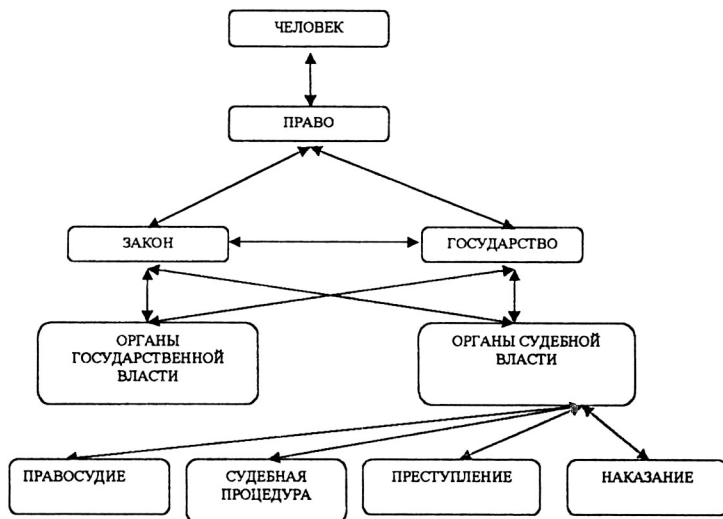 ЧЕЛОВЕК
ПРАВО
ЗАКОН
ГОСУДАРСТВО
ОРГАНЫ
ГОСУДАРСТВЕННОЙ
ВЛАСТИ
ОРГАНЫ СУДЕБНОЙ
ВЛАСТИ
ПРАВОСУДИЕ
СУДЕБНАЯ
ПРОЦЕДУРА
ПРЕСТУПЛЕНИЕ
НАКАЗАНИЕ